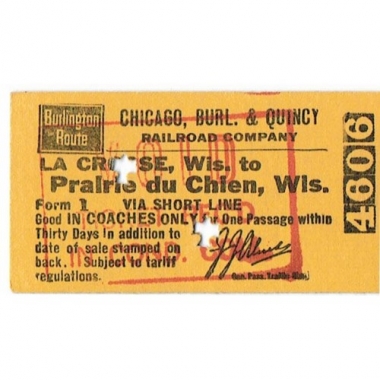 Burlington
Route
CHICAGO, BURL. & QUINCY
RAILROAD COMPANY
LA CROSSE, Wis. to
Prairie du Chien, Wis.
Form 1 VIA SHORT LINE
Good IN COACHES ONLY for One Passage within
Thirty Days in addition to
date of sale stamped on
back. Subject to tariff
regulations.
Gen. Pass. Traffic Mgr.
4606